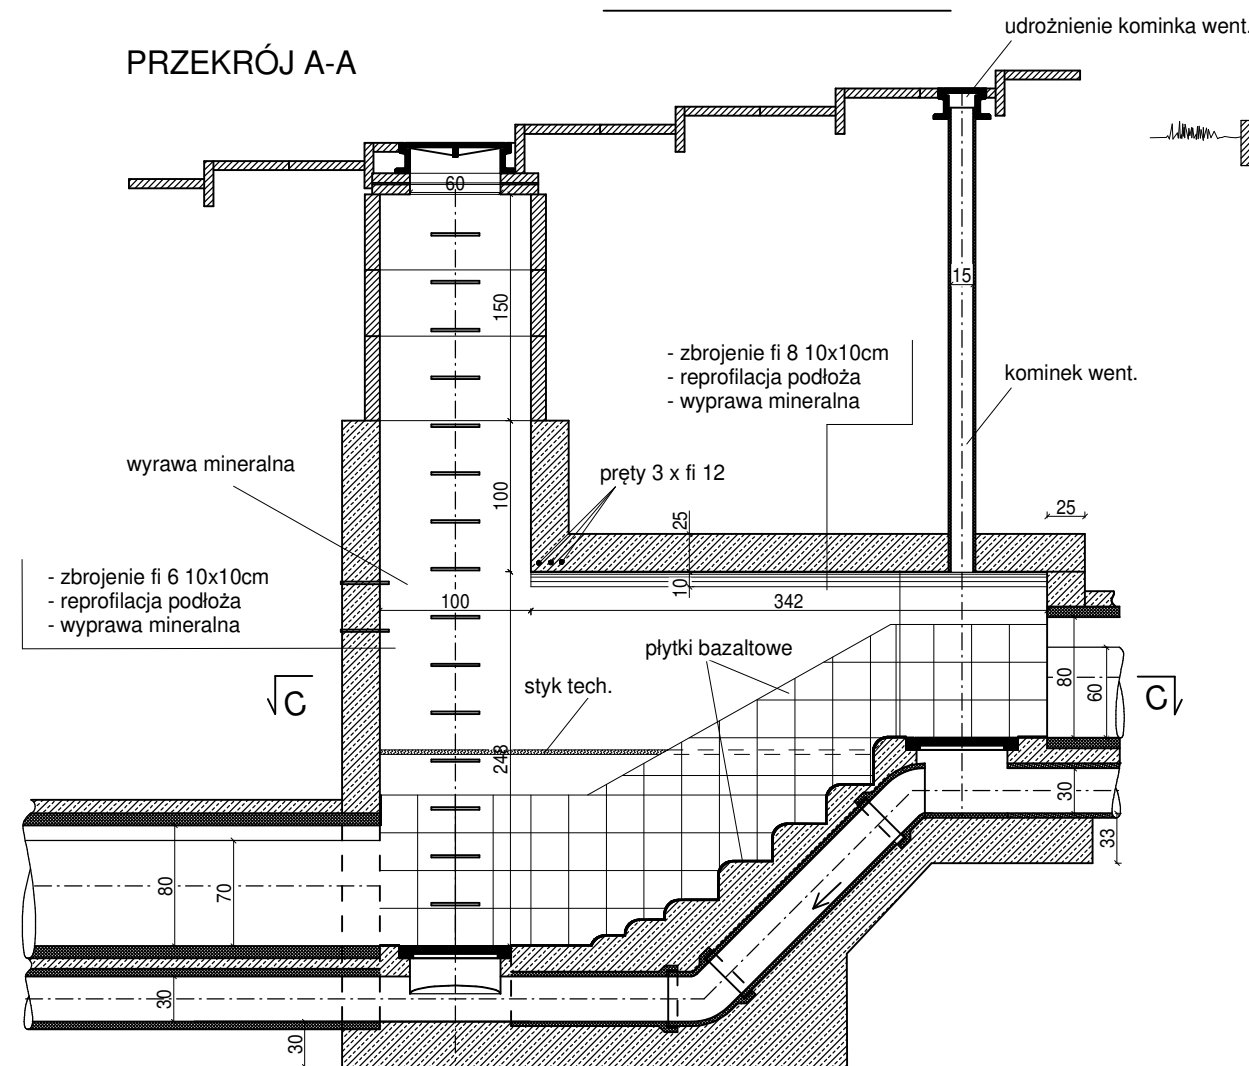 udrożnienie kominka went.
PRZEKRÓJ A-A
60
15
150
- zbrojenie fi 8 10x10cm
- reprofilacja podłoża
- wyprawa mineralna
kominek went.
wyrawa mineralna
pręty 3 x fi 12
100
25
25
- zbrojenie fi 6 10x10cm
- reprofilacja podłoża
- wyprawa mineralna
10
100
342
płytki bazaltowe
styk tech.
80
60
C
C
248
30
33
80
70
30
30